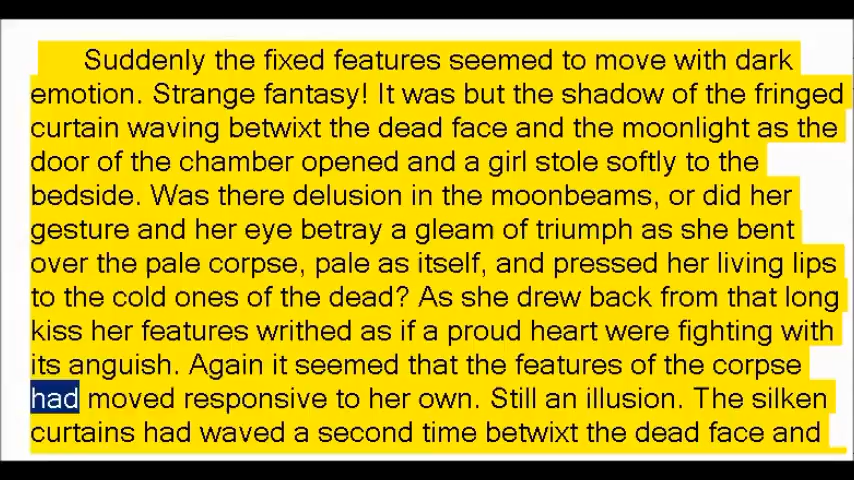 Suddenly the fixed features seemed to move with dark
emotion. Strange fantasy! It was but the shadow of the fringed
curtain waving betwixt the dead face and the moonlight as the
door of the chamber opened and a girl stole softly to the
bedside. Was there delusion in the moonbeams, or did her
gesture and her eye betray a gleam of triumph as she bent
over the pale corpse, pale as itself, and pressed her living lips
to the cold ones of the dead? As she drew back from that long
kiss her features writhed as if a proud heart were fighting with
its anguish. Again it seemed that the features of the corpse
had moved responsive to her own. Still an illusion. The silken
curtains had waved a second time betwixt the dead face and